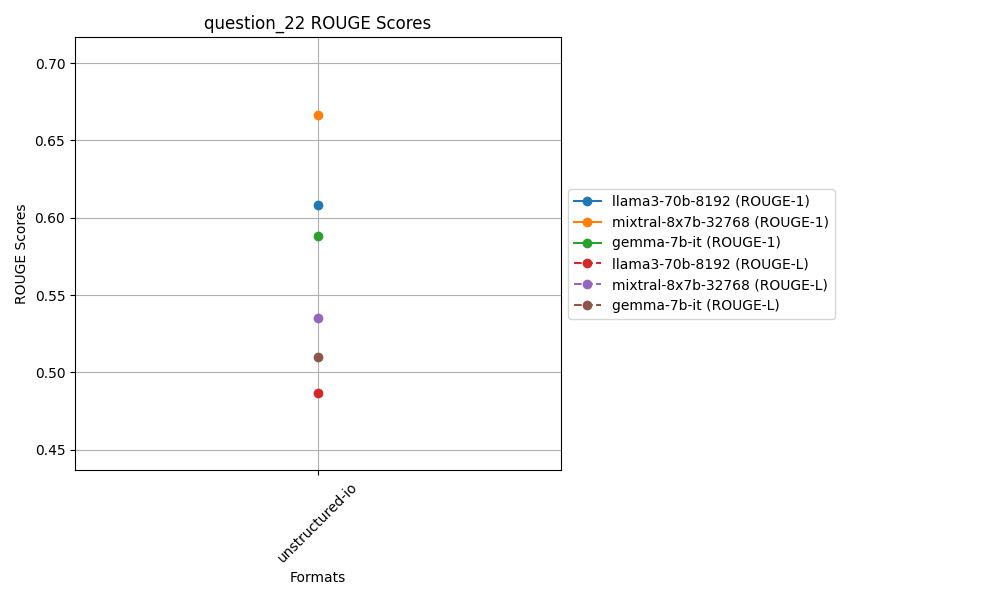 question_22 ROUGE Scores
ROUGE Scores
0.70
0.65
0.60
0.55
0.50
0.45
unstructured-io
Formats
llama3-70b-8192 (ROUGE-1)
mixtral-8x7b-32768 (ROUGE-1)
gemma-7b-it (ROUGE-1)
llama3-70b-8192 (ROUGE-L)
mixtral-8x7b-32768 (ROUGE-L)
gemma-7b-it (ROUGE-L)